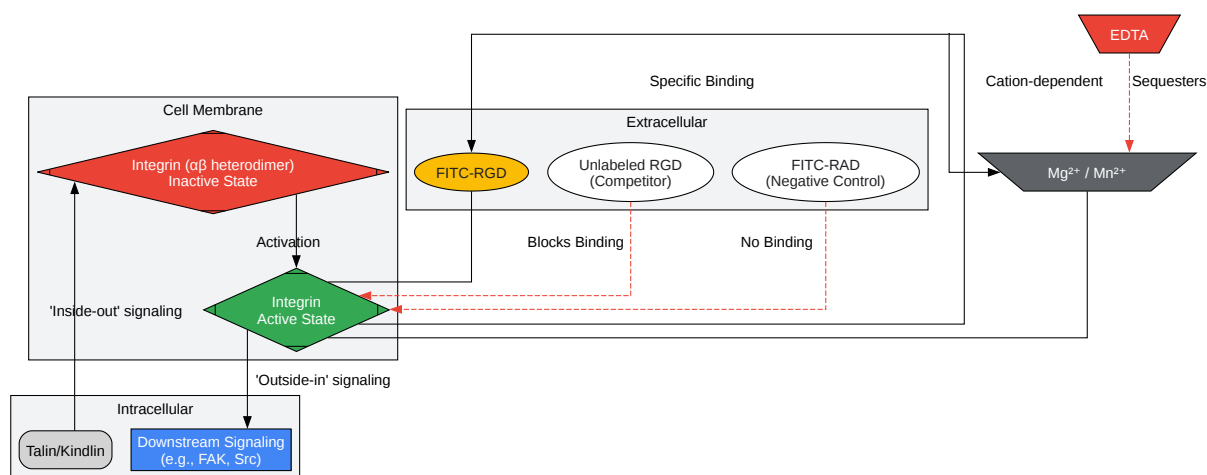 EDTA
Specific Binding
Cation-dependent
Sequesters
Cell Membrane
Extracellular
Integrin (αβ heterodimer)
Inactive State
FITC-RGD
Unlabeled RGD
(Competitor)
FITC-RAD
(Negative Control)
Mg²⁺ / Mn²⁺
Activation
Blocks Binding
No Binding
'Inside-out' signaling
Integrin
Active State
'Outside-in' signaling
Intracellular
Talin/Kindlin
Downstream Signaling
(e.g., FAK, Src)